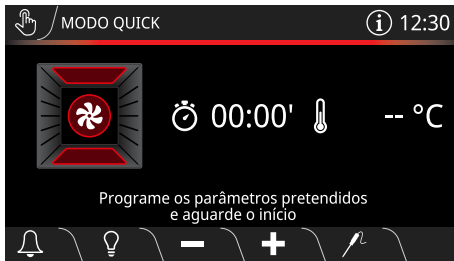 MODO QUICK
12:30
00:00' -- °C
Programe os parâmetros pretendidos
e aguarde o início